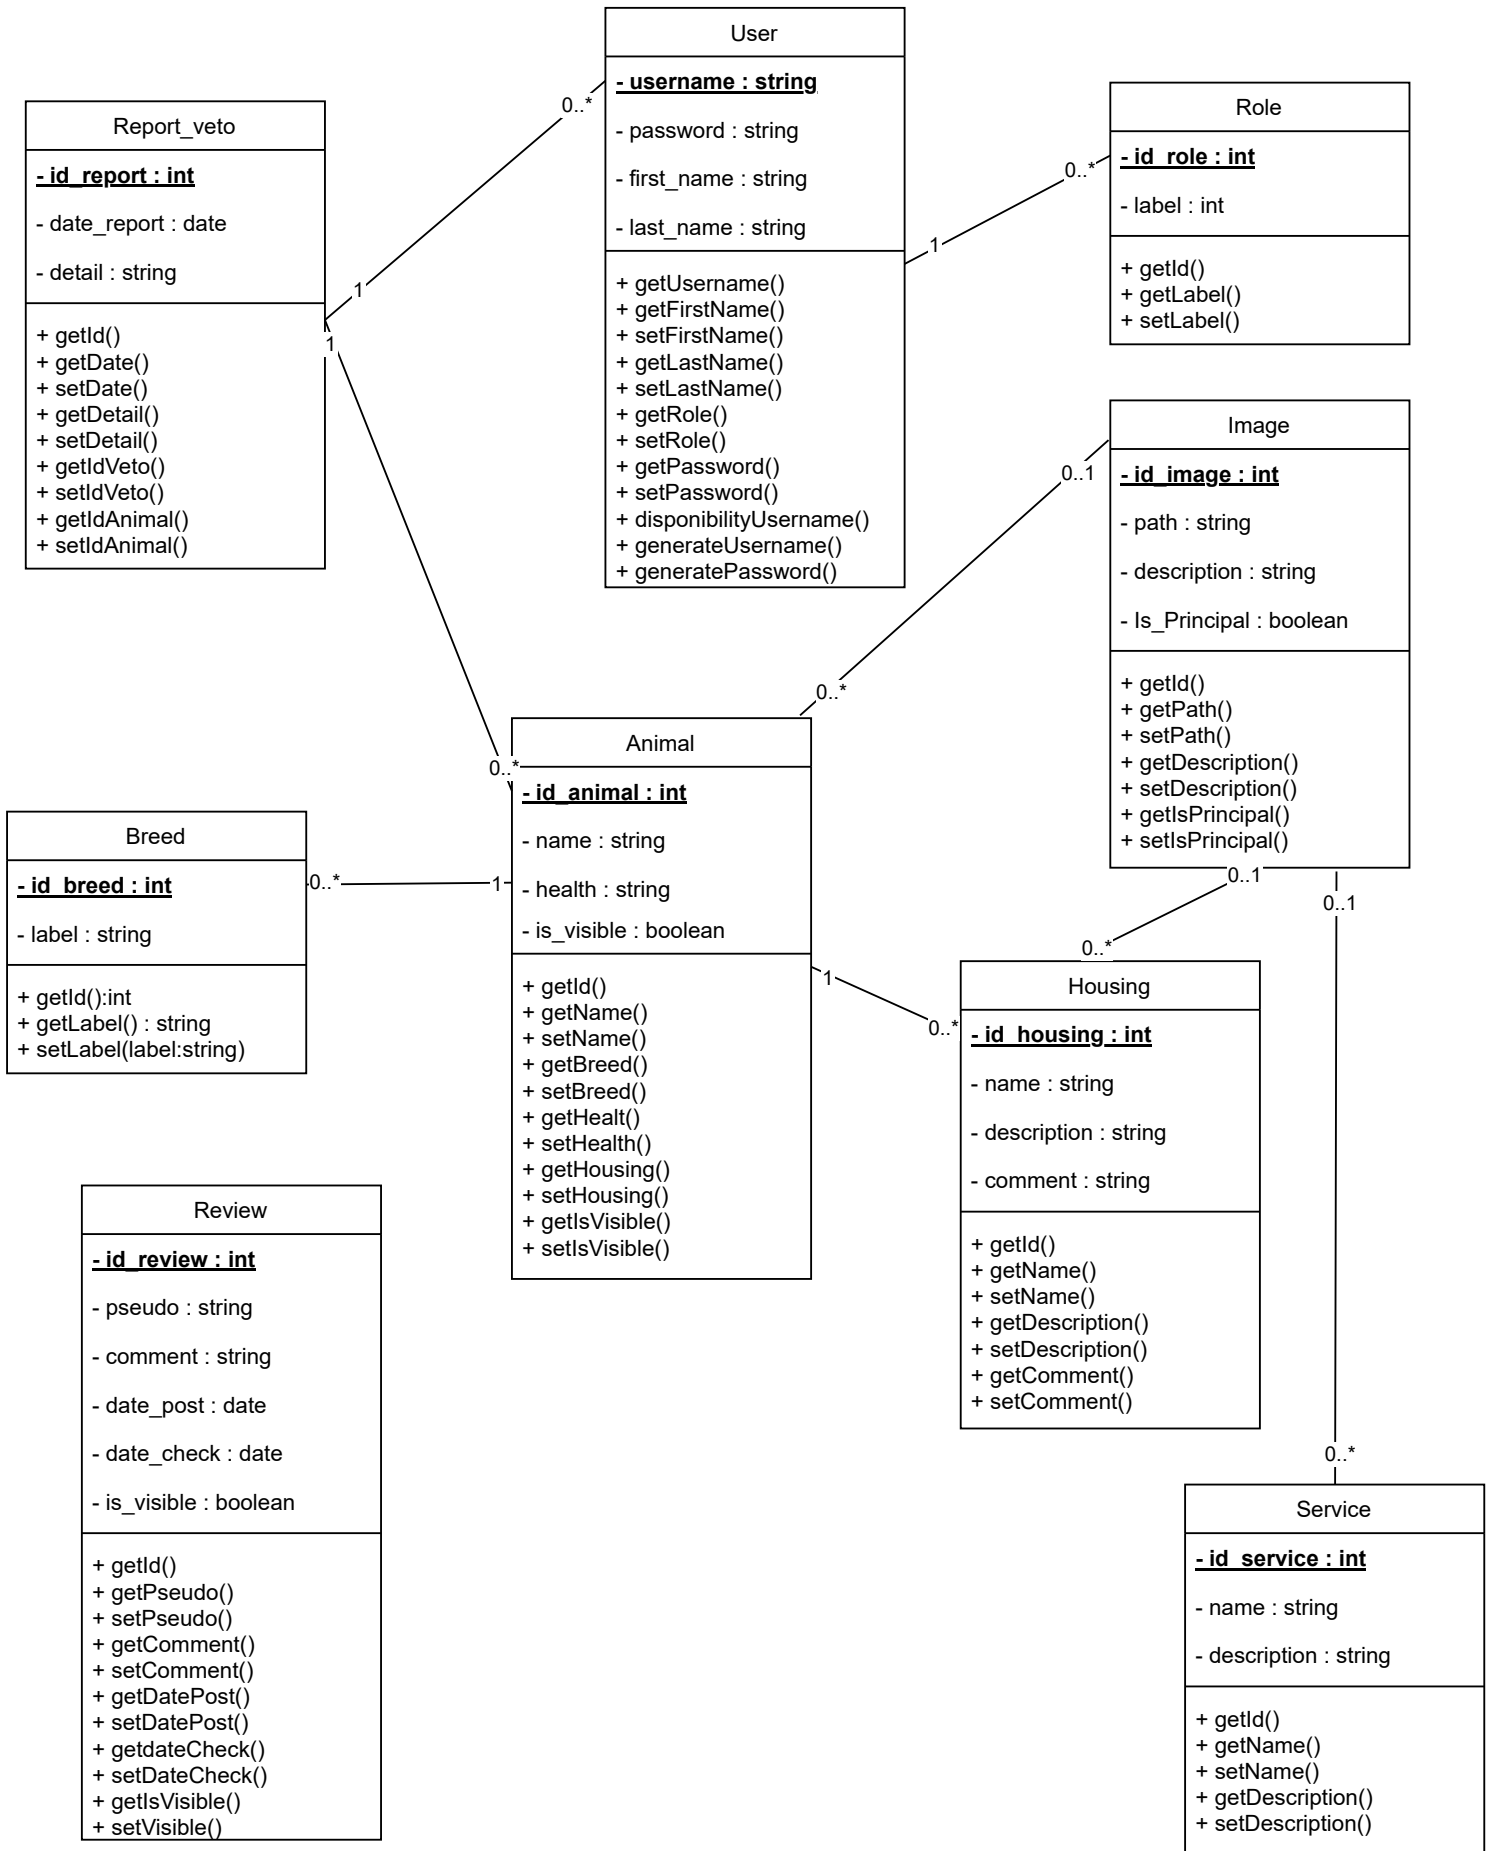 User
- username : string
- password : string
- first_name : string
- last_name : string
+ getUsername()
+ getFirstName()
+ setFirstName()
+ getLastName()
+ setLastName()
+ getRole()
+ setRole()
+ getPassword()
+ setPassword()
+ disponibilityUsername()
+ generateUsername()
+ generatePassword()
Report_veto
- id_report : int
- date_report : date
- detail : string
+ getId()
+ getDate()
+ setDate()
+ getDetail()
+ setDetail()
+ getIdVeto()
+ setIdVeto()
+ getIdAnimal()
+ setIdAnimal()
0..*
1
1
0..*
Role
- id_role : int
- label : int
+ getId()
+ getLabel()
+ setLabel()
0..*
1
Image
- id_image : int
- path : string
- description : string
- Is_Principal : boolean
+ getId()
+ getPath()
+ setPath()
+ getDescription()
+ setDescription()
+ getIsPrincipal()
+ setIsPrincipal()
0..1
0..*
Animal
- id_animal : int
- name : string
- health : string
- is_visible : boolean
+ getId()
+ getName()
+ setName()
+ getBreed()
+ setBreed()
+ getHealt()
+ setHealth()
+ getHousing()
+ setHousing()
+ getIsVisible()
+ setIsVisible()
Breed
- id_breed : int
- label : string
+ getId():int
+ getLabel() : string
+ setLabel(label:string)
0..*
1
0..1
0..*
0..1
0..*
1
0..*
Housing
- id_housing : int
- name : string
- description : string
- comment : string
+ getId()
+ getName()
+ setName()
+ getDescription()
+ setDescription()
+ getComment()
+ setComment()
Review
- id_review : int
- pseudo : string
- comment : string
- date_post : date
- date_check : date
- is_visible : boolean
+ getId()
+ getPseudo()
+ setPseudo()
+ getComment()
+ setComment()
+ getDatePost()
+ setDatePost()
+ getdateCheck()
+ setDateCheck()
+ getIsVisible()
+ setVisible()
Service
- id_service : int
- name : string
- description : string
+ getId()
+ getName()
+ setName()
+ getDescription()
+ setDescription()